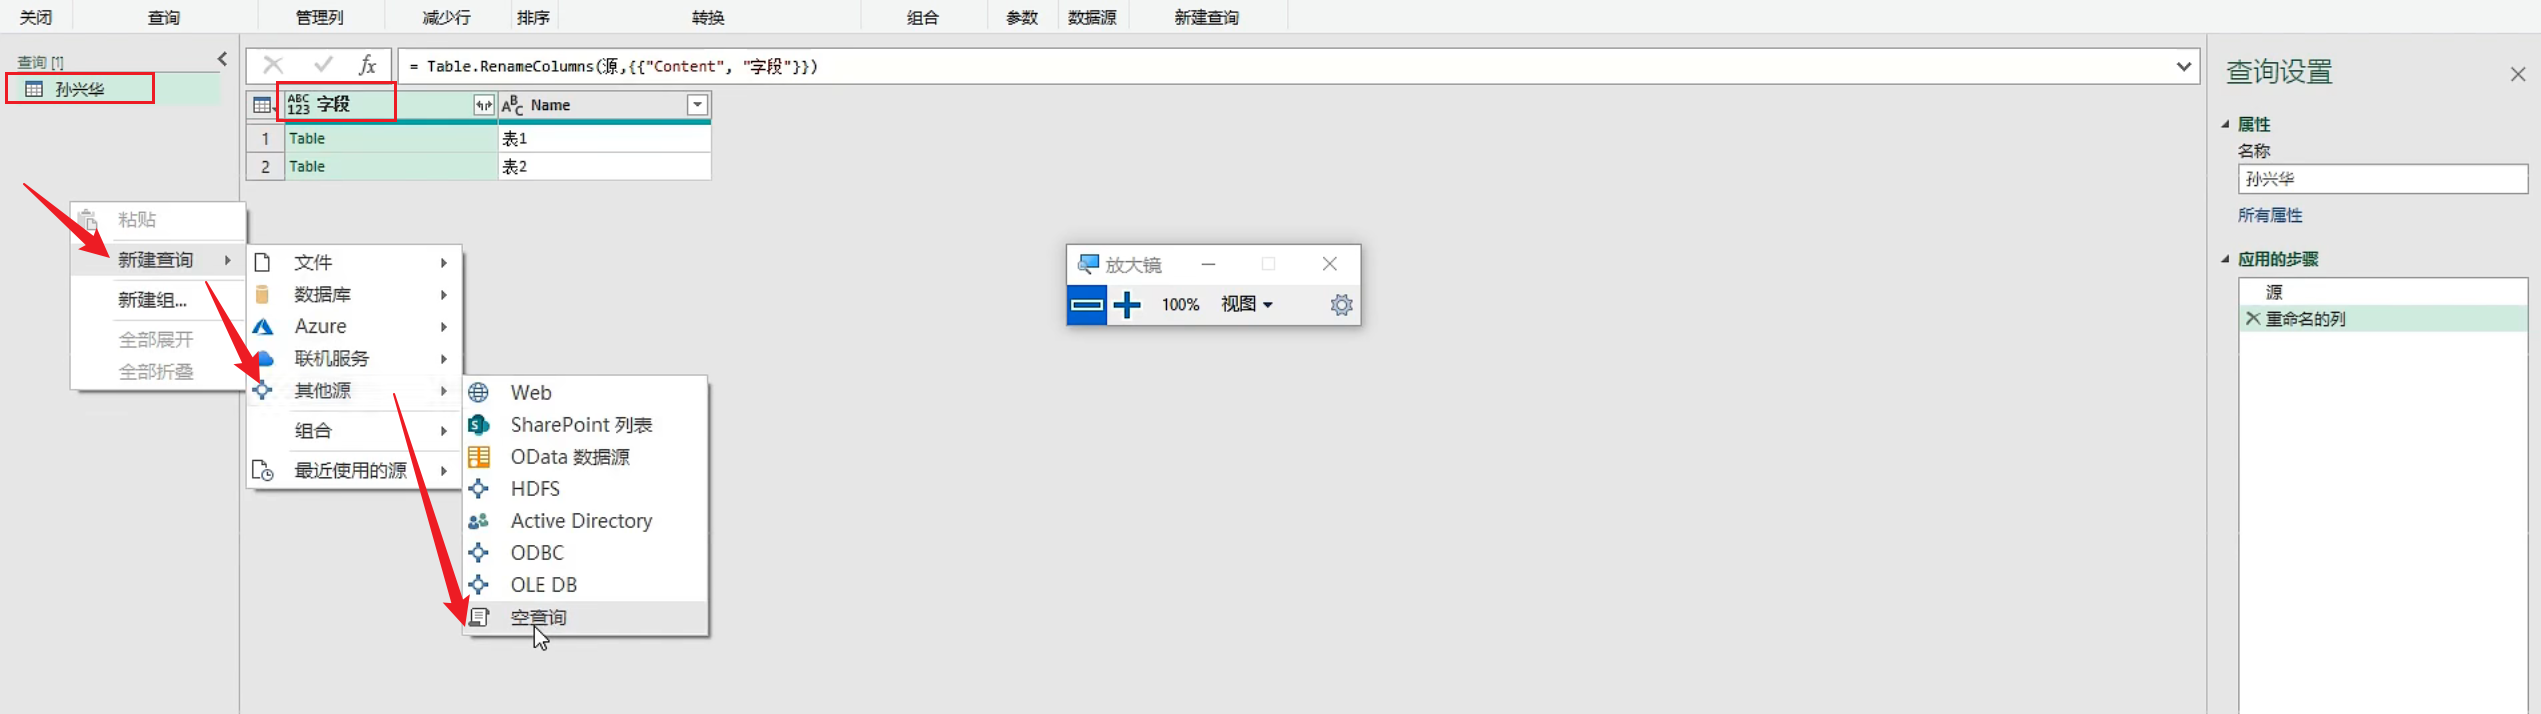 关闭 查询 管理列 减少行 排序 转换 组合 参数 数据源 新建查询
查询 [1]
孙兴华
fx = Table.RenameColumns(源,{{"Content", "字段"}})
ABC 123 字段 ABC Name
1 Table 表1
2 Table 表2
粘贴
新建查询
新建组...
全部展开
全部折叠
文件
数据库
Azure
联机服务
其他源
组合
最近使用的源
Web
SharePoint 列表
OData 数据源
HDFS
Active Directory
ODBC
OLE DB
空查询
放大镜
100% 视图
查询设置
属性
名称
孙兴华
所有属性
应用的步骤
源
重命名的列